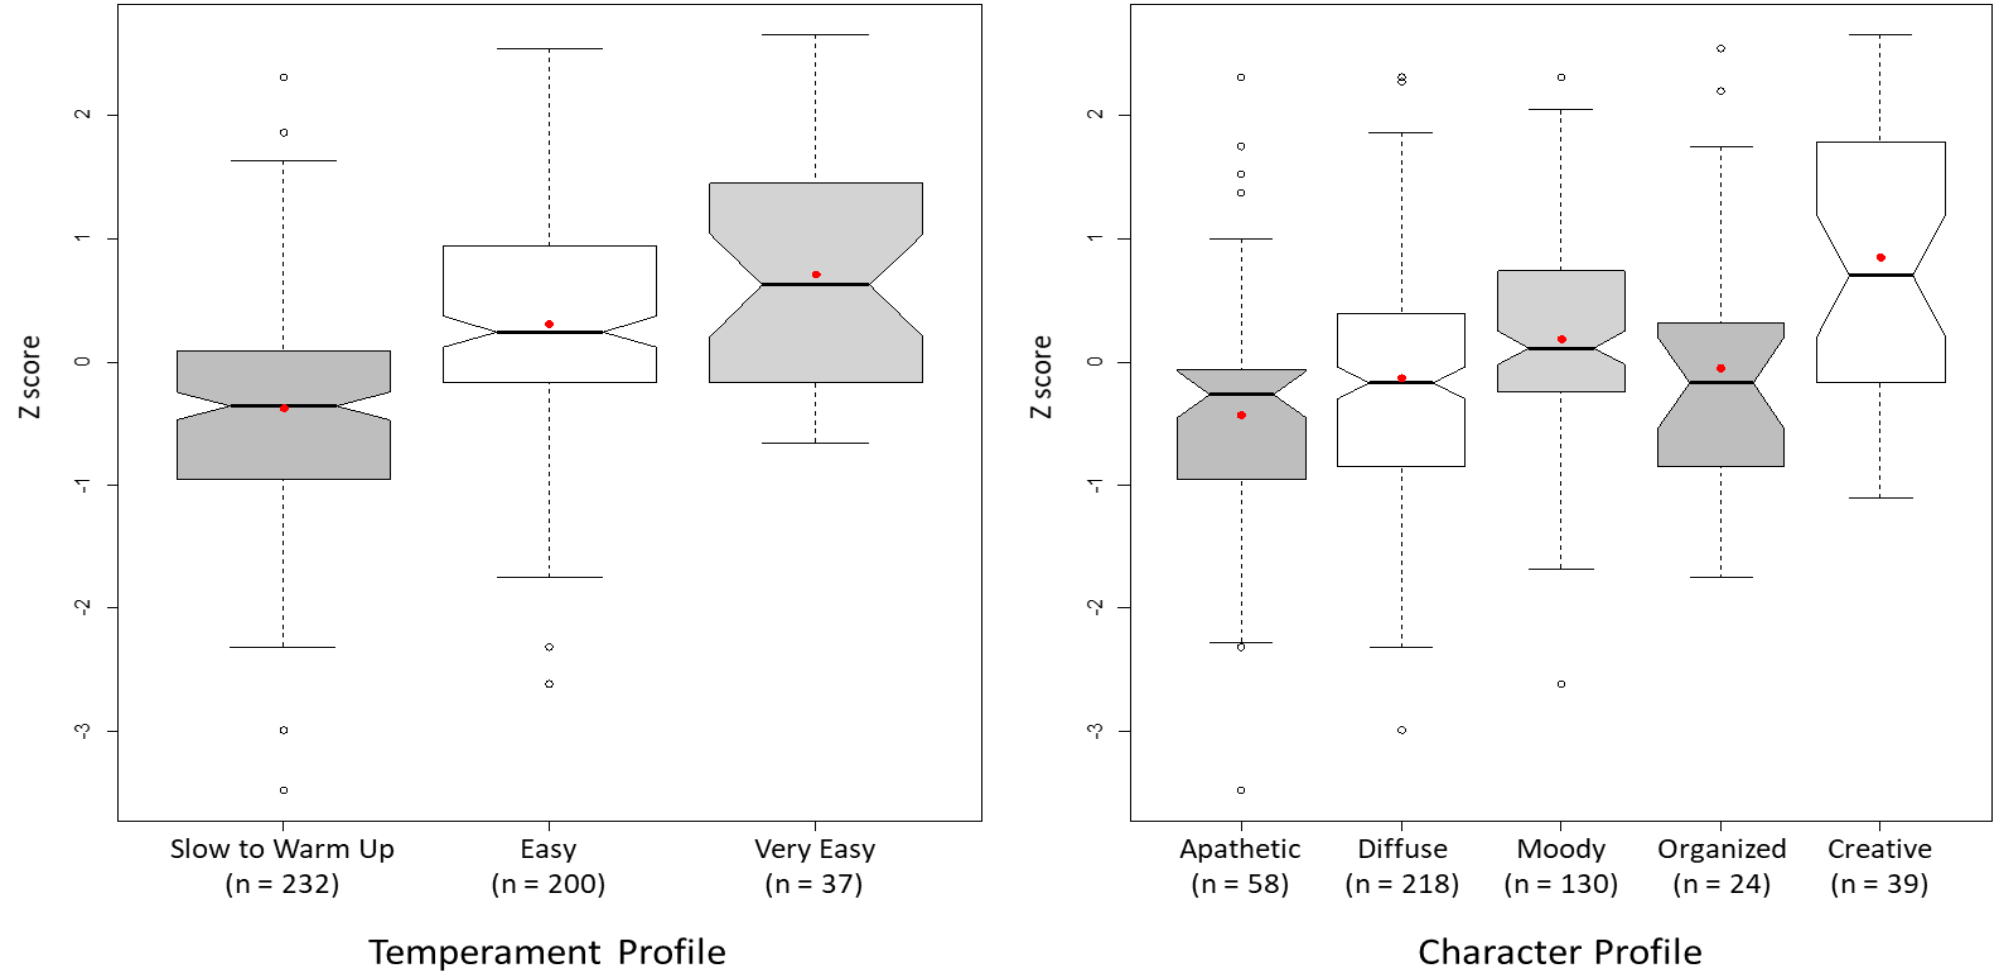 Z score
2
1
0
-1
-2
-3
Slow to Warm Up Easy Very Easy
(n = 232) (n = 200) (n = 37)
Temperament Profile
Z score
2
1
0
-1
-2
-3
Apathetic Diffuse Moody Organized Creative
(n = 58) (n = 218) (n = 130) (n = 24) (n = 39)
Character Profile